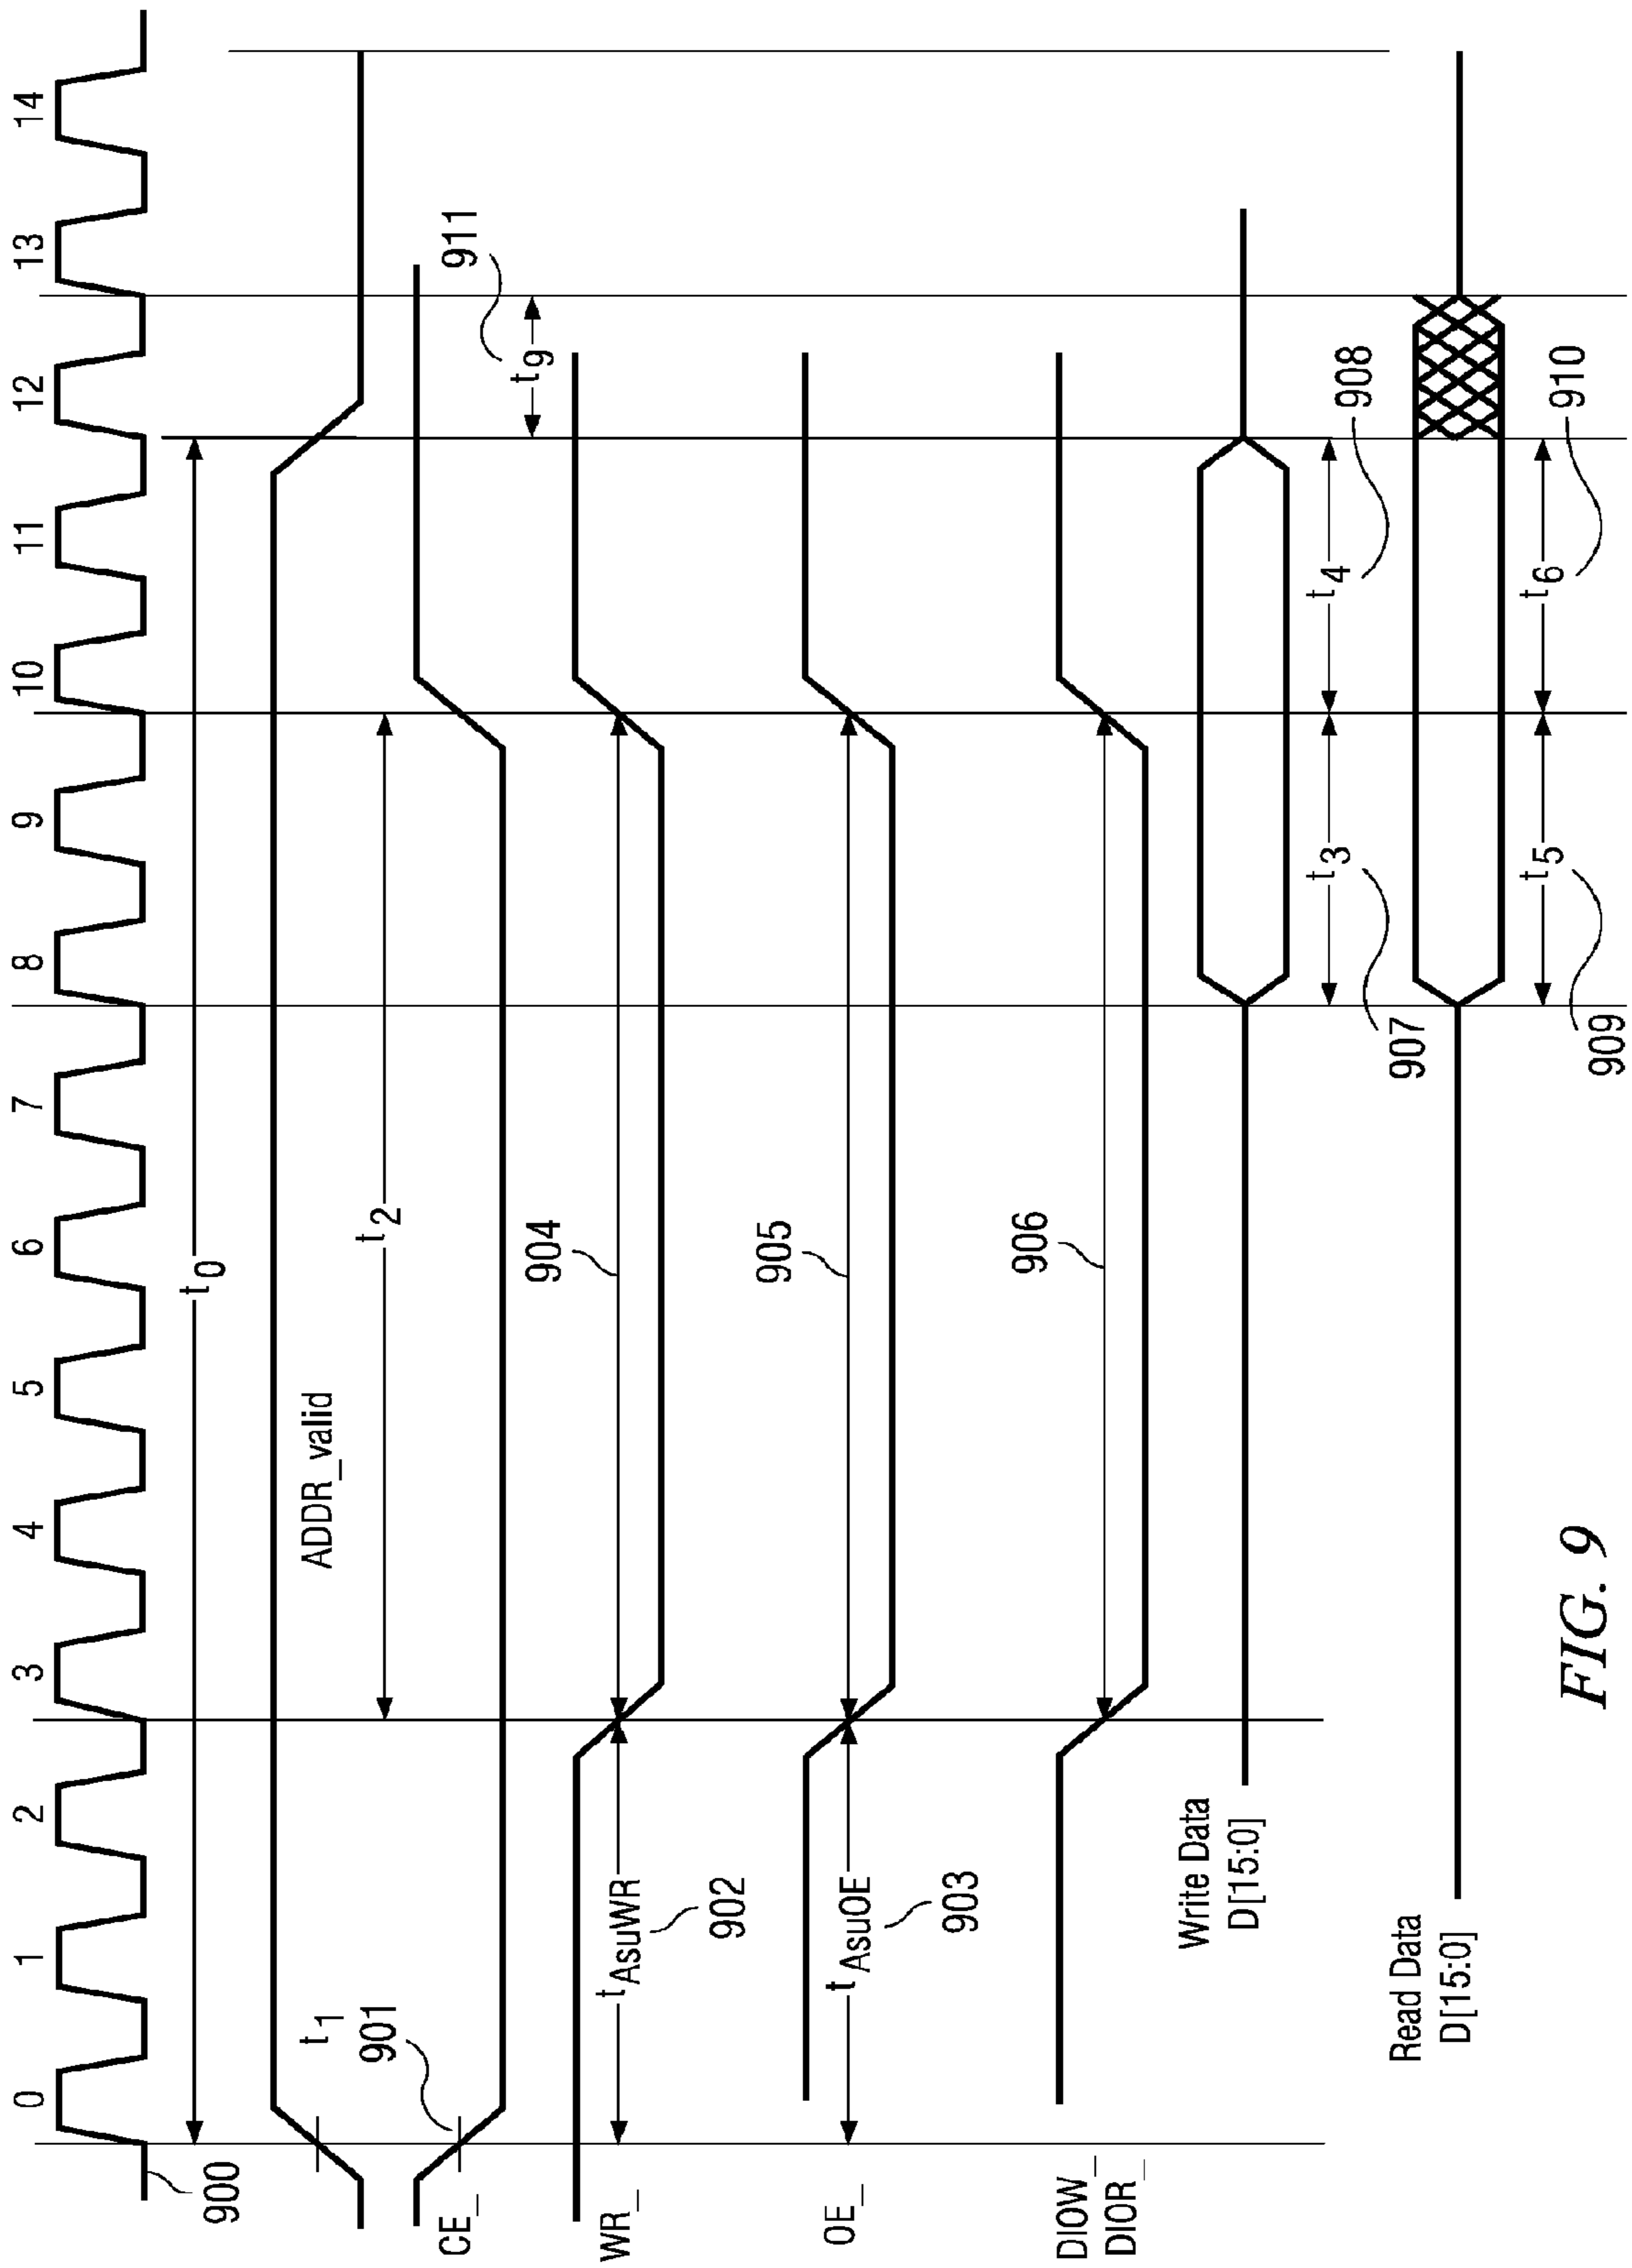 0 1 2 3 4 5 6 7 8 9 10 11 12 13 14
900
t0
ADDR_valid
t1
t2
901
CE_
911
t9
904
WR_
tAsuWR
902
905
OE_
tAsuOE
903
906
DIOW_
DIOR_
Write Data
D[15:0]
t3
t4
907
908
Read Data
D[15:0]
t5
t6
909
910
FIG. 9